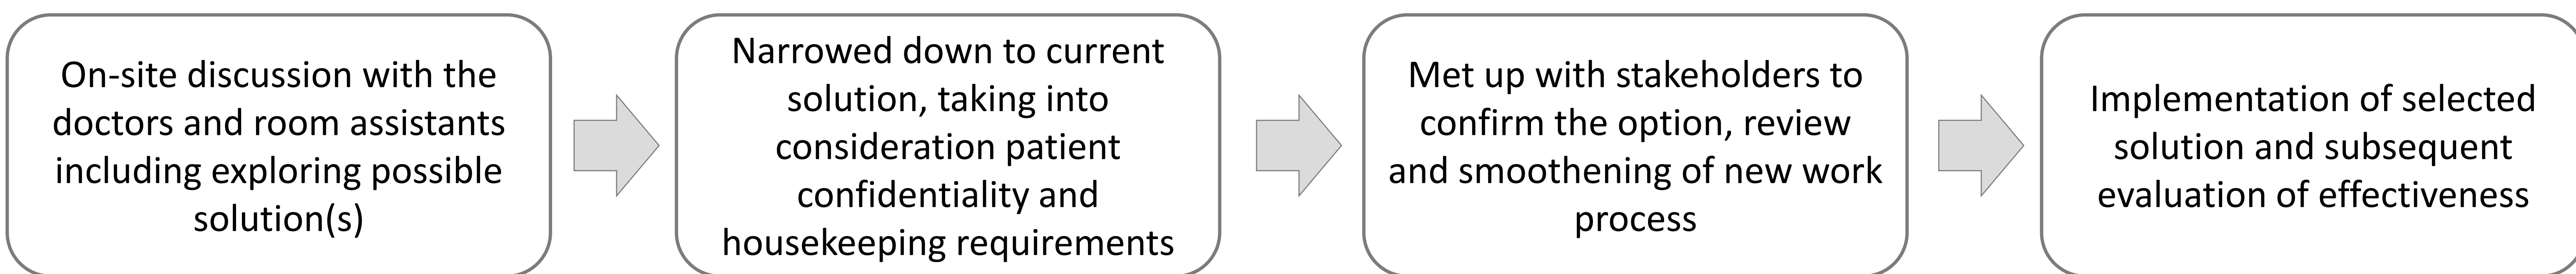 On-site discussion with the
doctors and room assistants
including exploring possible
solution(s)
Narrowed down to current
solution, taking into
consideration patient
confidentiality and
housekeeping requirements
Met up with stakeholders to
confirm the option, review
and smoothening of new work
process
Implementation of selected
solution and subsequent
evaluation of effectiveness